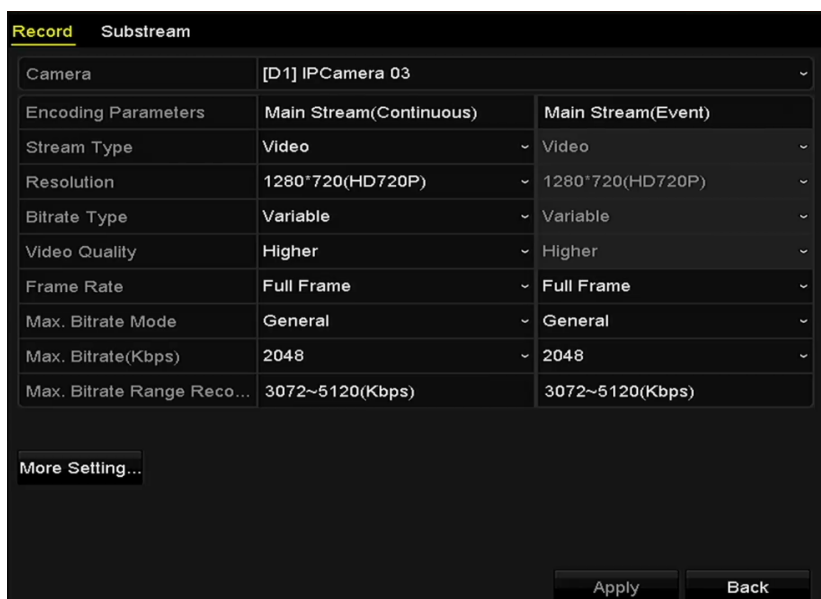 Record Substream
Camera [D1] IPCamera 03
Encoding Parameters Main Stream(Continuous) Main Stream(Event)
Stream Type Video Video
Resolution 1280*720(HD720P) 1280*720(HD720P)
Bitrate Type Variable Variable
Video Quality Higher Higher
Frame Rate Full Frame Full Frame
Max. Bitrate Mode General General
Max. Bitrate(Kbps) 2048 2048
Max. Bitrate Range Reco... 3072~5120(Kbps) 3072~5120(Kbps)
More Setting...
Apply Back